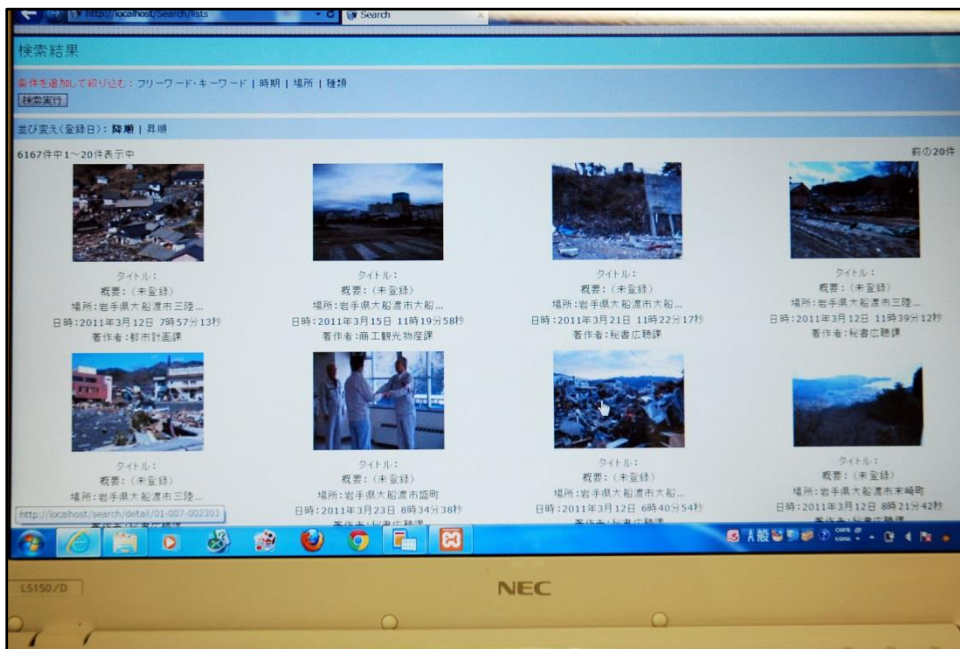 http://localhost/Search/lists
Search
検索結果
条件を追加して絞り込む：フリーワード・キーワード | 時期 | 場所 | 種類
検索実行
並び変え(登録日)：降順 | 昇順
6167件中1～20件表示中
前の20件
タイトル：
概要：(未登録)
場所：岩手県大船渡市三陸...
日時：2011年3月12日 7時57分13秒
著作者：都市計画課
タイトル：
概要：(未登録)
場所：岩手県大船渡市大船...
日時：2011年3月15日 11時19分58秒
著作者：商工観光物産課
タイトル：
概要：(未登録)
場所：岩手県大船渡市大船...
日時：2011年3月21日 11時22分17秒
著作者：秘書広聴課
タイトル：
概要：(未登録)
場所：岩手県大船渡市三陸...
日時：2011年3月12日 11時39分12秒
著作者：秘書広聴課
タイトル：
概要：(未登録)
場所：岩手県大船渡市三陸...
タイトル：
概要：(未登録)
場所：岩手県大船渡市盛町
日時：2011年3月23日 8時34分38秒
タイトル：
概要：(未登録)
場所：岩手県大船渡市大船...
日時：2011年3月12日 6時40分54秒
タイトル：
概要：(未登録)
場所：岩手県大船渡市末崎町
日時：2011年3月12日 8時21分42秒
http://localhost/search/detail/01-007-002303
A 般
CAPS
KANA
LS150/D
NEC